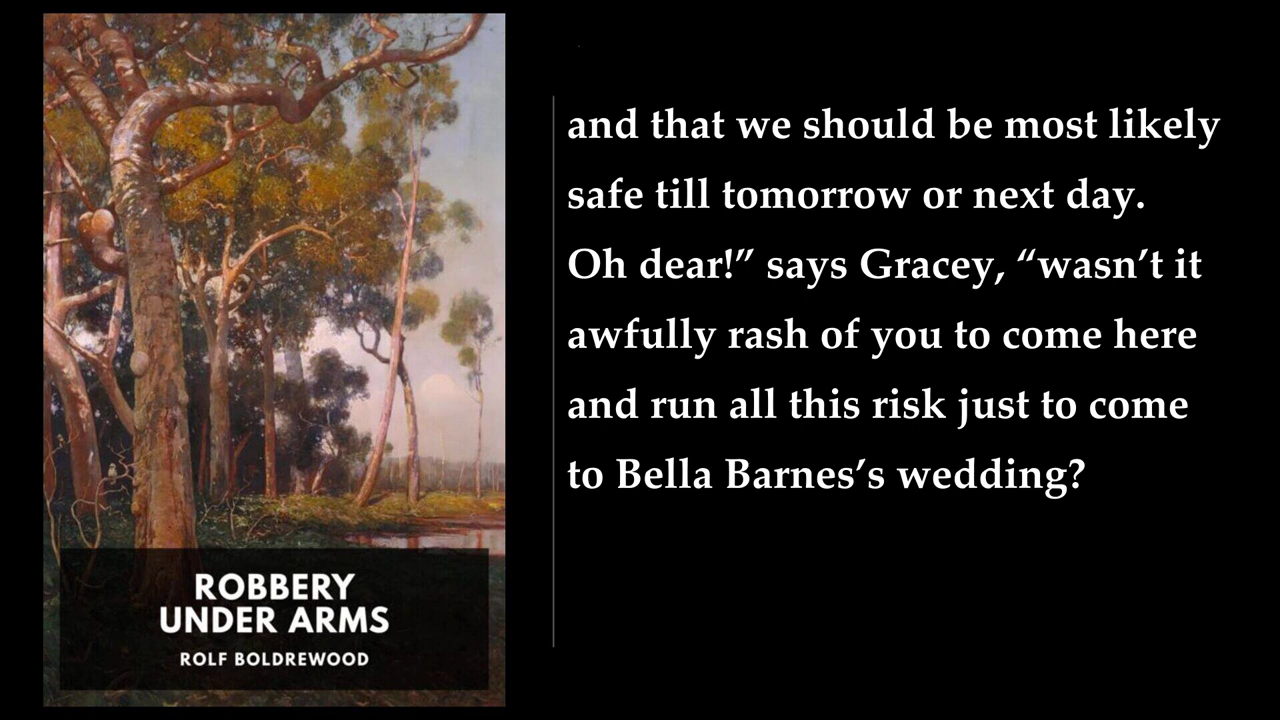 and that we should be most likely
safe till tomorrow or next day.
Oh dear!” says Gracey, “wasn’t it
awfully rash of you to come here
and run all this risk just to come
to Bella Barnes’s wedding?
ROBBERY
UNDER ARMS
ROLF BOLDREWOOD